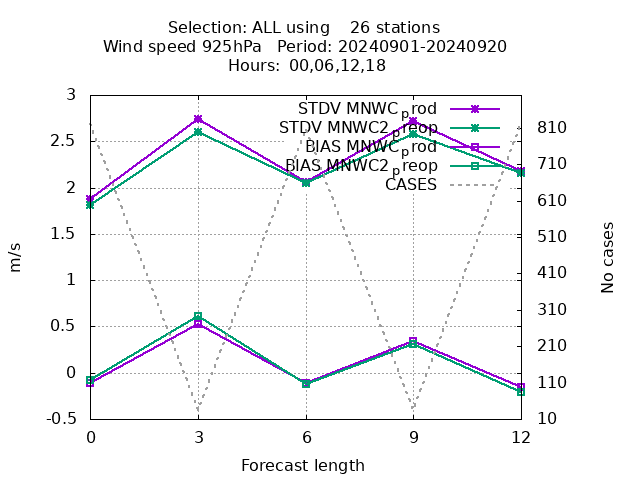 Selection: ALL using    26 stations
Wind speed 925hPa   Period: 20240901-20240920
Hours:  00,06,12,18
STDV MNWC_prod
STDV MNWC2_preop
BIAS MNWC_prod
BIAS MNWC2_preop
CASES
3
2.5
2
1.5
1
0.5
0
-0.5
810
710
610
510
410
310
210
110
10
0 3 6 9 12
m/s
No cases
Forecast length